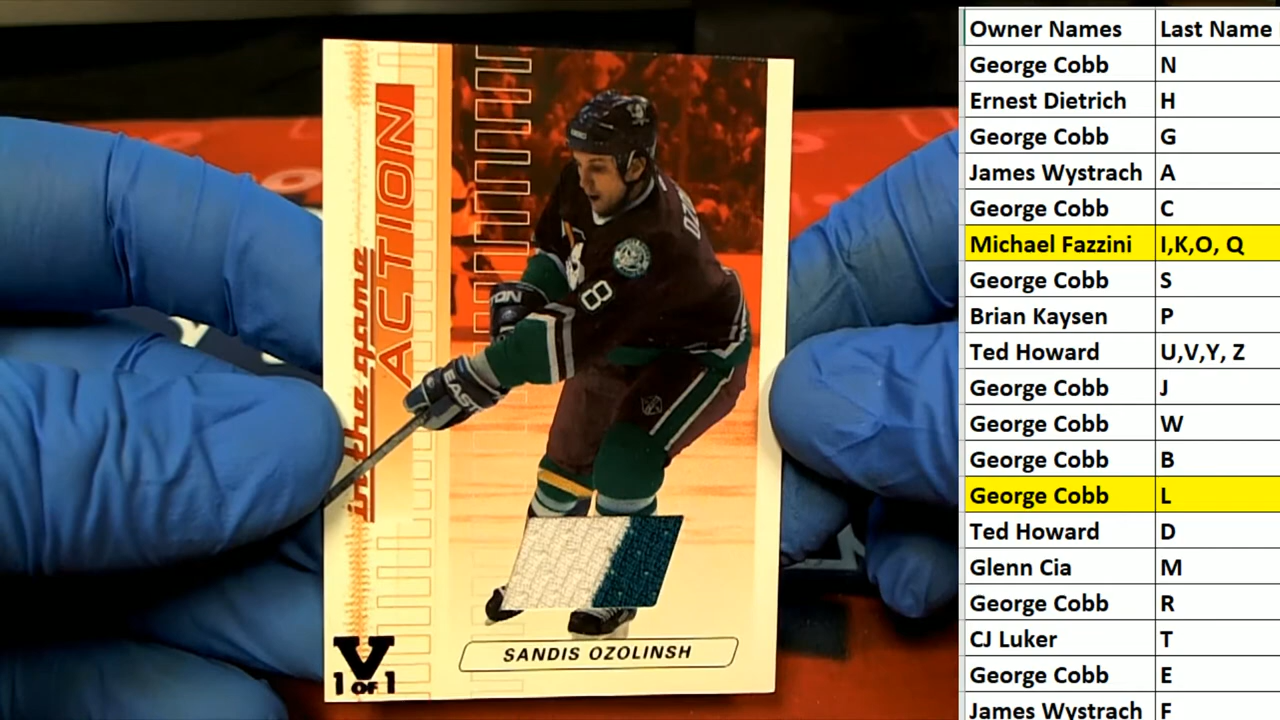 in the game
ACTION
8
EAST
SANDIS OZOLINSH
V
1 OF 1
Owner Names Last Name
George Cobb N
Ernest Dietrich H
George Cobb G
James Wystrach A
George Cobb C
Michael Fazzini I,K,O, Q
George Cobb S
Brian Kaysen P
Ted Howard U,V,Y, Z
George Cobb J
George Cobb W
George Cobb B
George Cobb L
Ted Howard D
Glenn Cia M
George Cobb R
CJ Luker T
George Cobb E
James Wystrach F